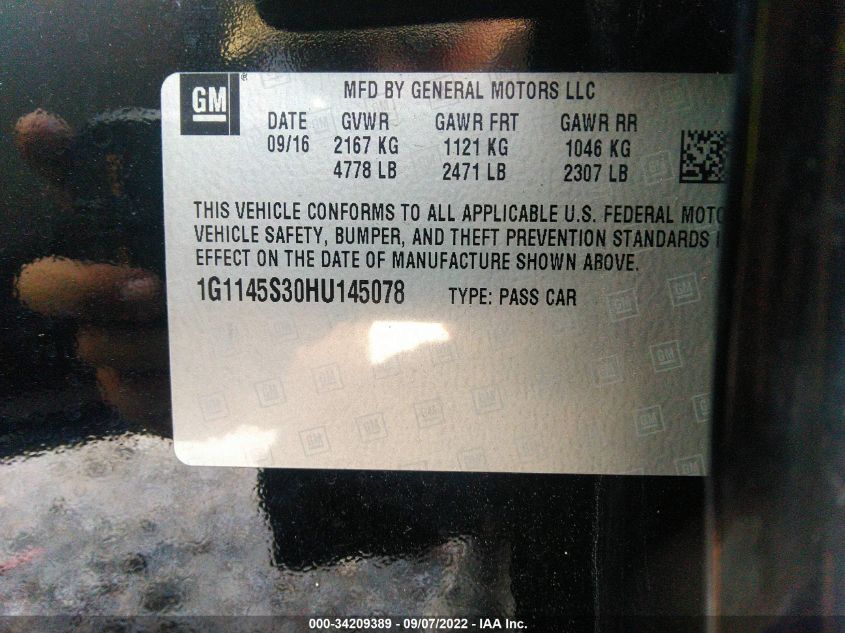 GM
MFD BY GENERAL MOTORS LLC
DATE GVWR GAWR FRT GAWR RR
09/16 2167 KG 1121 KG 1046 KG
4778 LB 2471 LB 2307 LB
THIS VEHICLE CONFORMS TO ALL APPLICABLE U.S. FEDERAL
VEHICLE SAFETY, BUMPER, AND THEFT PREVENTION STANDARDS
EFFECT ON THE DATE OF MANUFACTURE SHOWN ABOVE.
1G1145S30HU145078 TYPE: PASS CAR
000-34209389 - 09/07/2022 - IAA Inc.